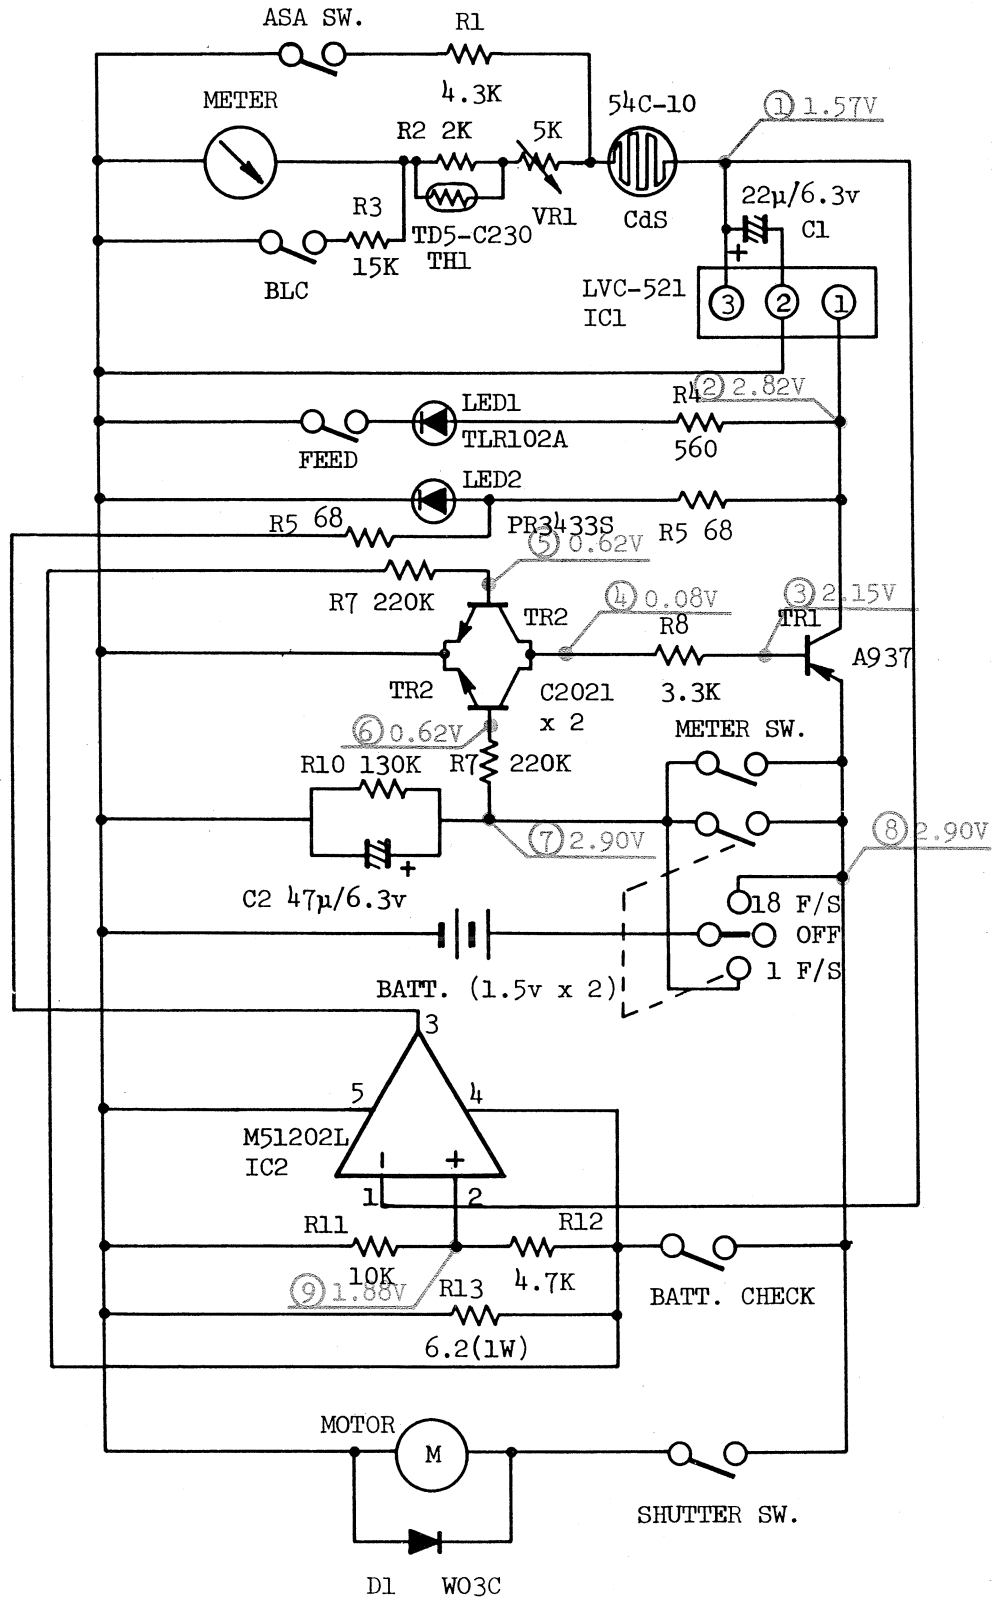 ASA SW.
R1
4.3K
METER
54C-10
① 1.57V
R2 2K
5K
22μ/6.3v
C1
VR1
CdS
R3
15K
TD5-C230
TH1
BLC
LVC-521
IC1
3
2
1
② 2.82V
R4
560
LED1
TLR102A
FEED
LED2
PR3433S
R5 68
R5 68
⑤ 0.62V
R7 220K
TR2
④ 0.08V
③ 2.15V
TR1
R8
3.3K
A937
TR2
C2021
x 2
⑥ 0.62V
METER SW.
R10 130K
R7 220K
⑦ 2.90V
⑧ 2.90V
C2 47μ/6.3v
+
+
18 F/S
OFF
1 F/S
BATT. (1.5v x 2)
3
5
4
M51202L
IC2
-
+
1
2
R11
10K
R12
4.7K
⑨ 1.88V
R13
6.2(1W)
BATT. CHECK
MOTOR
M
SHUTTER SW.
D1 WO3C